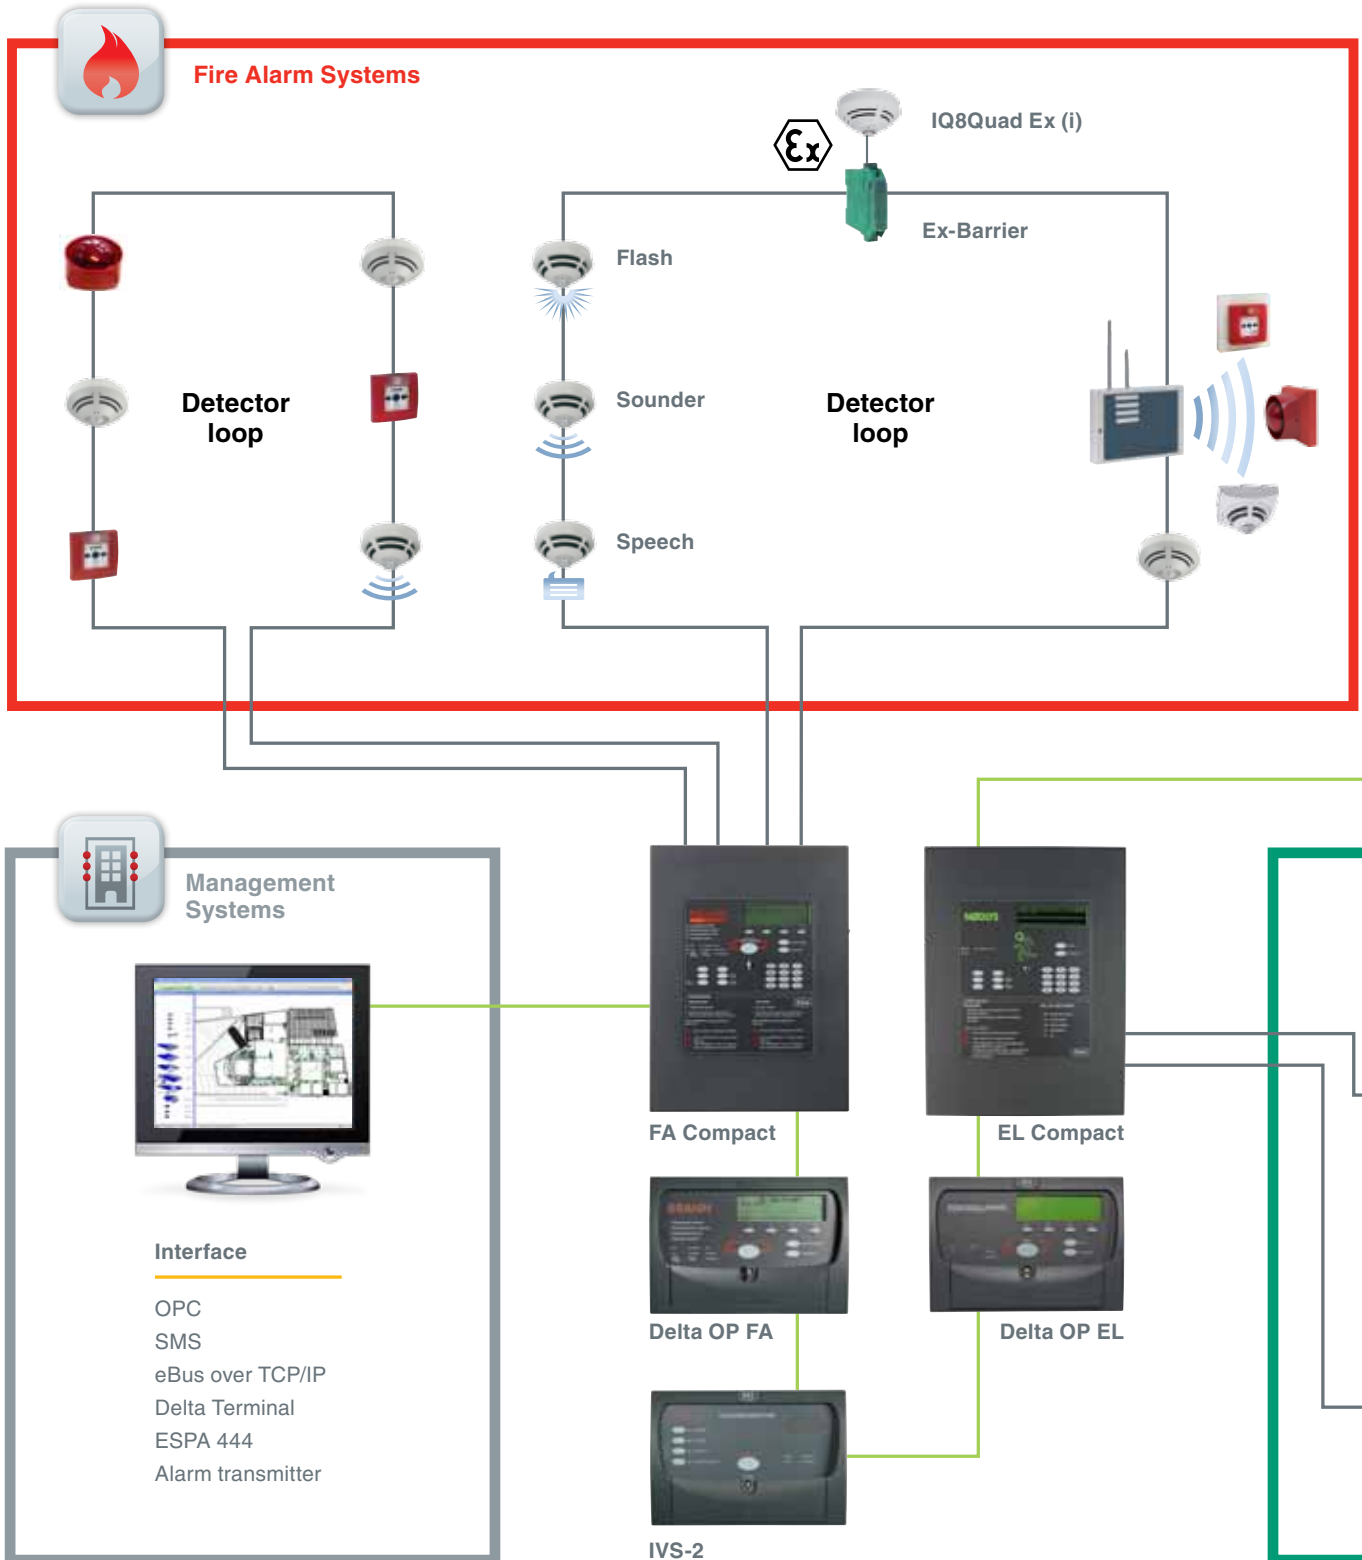 Fire Alarm Systems
IQ8Quad Ex (i)
Ex
Ex-Barrier
Flash
Sounder
Speech
Detector
loop
Detector
loop
Management
Systems
FA Compact
EL Compact
Interface
OPC
SMS
eBus over TCP/IP
Delta Terminal
ESPA 444
Alarm transmitter
Delta OP FA
Delta OP EL
IVS-2